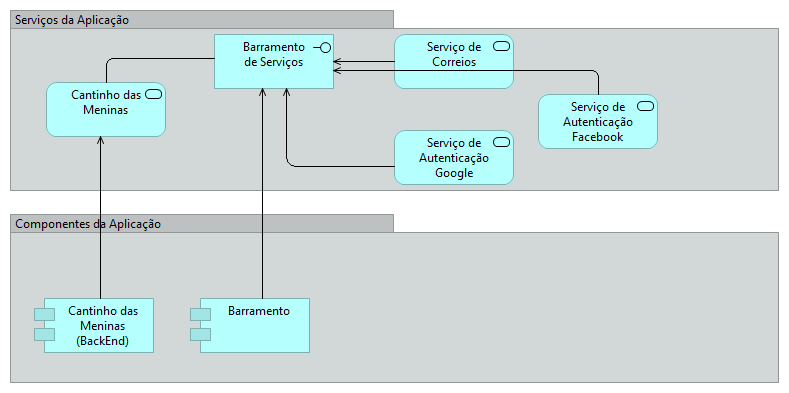 Serviços da Aplicação
Barramento
de Serviços
Serviço de
Correios
Cantinho das
Meninas
Serviço de
Autenticação
Facebook
Serviço de
Autenticação
Google
Componentes da Aplicação
Cantinho das
Meninas
(BackEnd)
Barramento